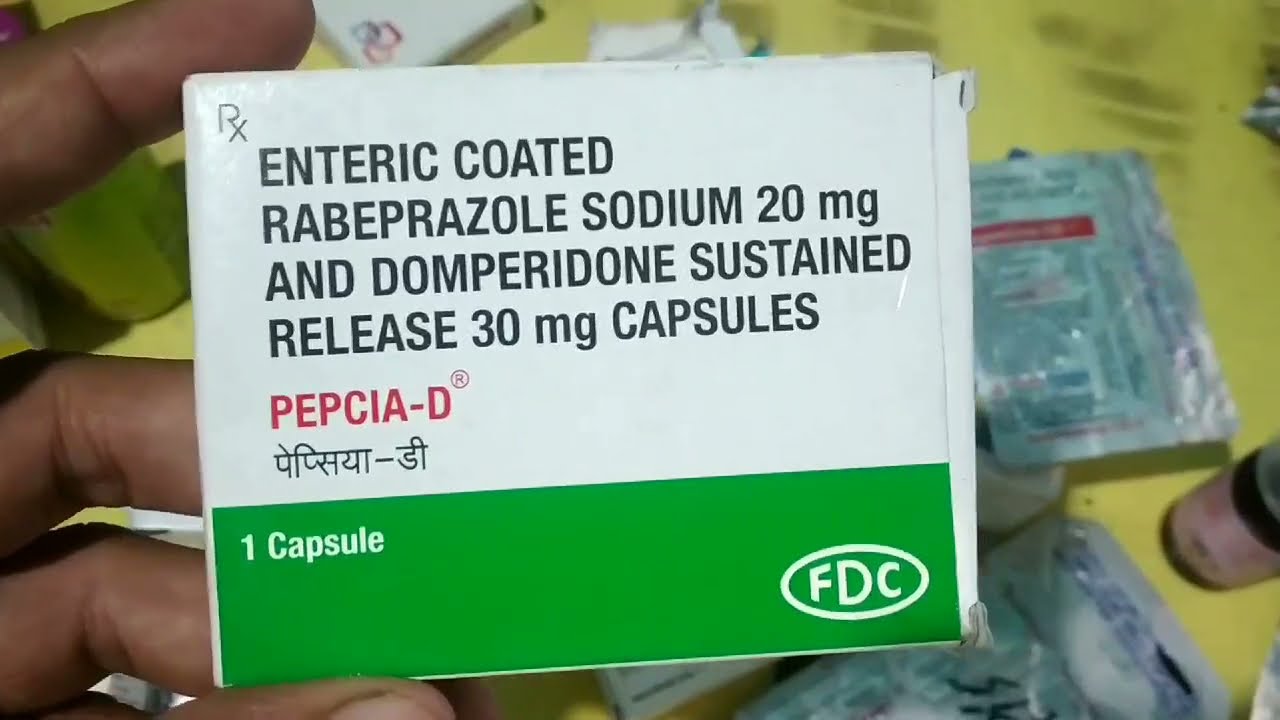 Rx
ENTERIC COATED
RABEPRAZOLE SODIUM 20 mg
AND DOMPERIDONE SUSTAINED
RELEASE 30 mg CAPSULES
PEPCIA-D®
पेप्सिया-डी
1 Capsule
FDC